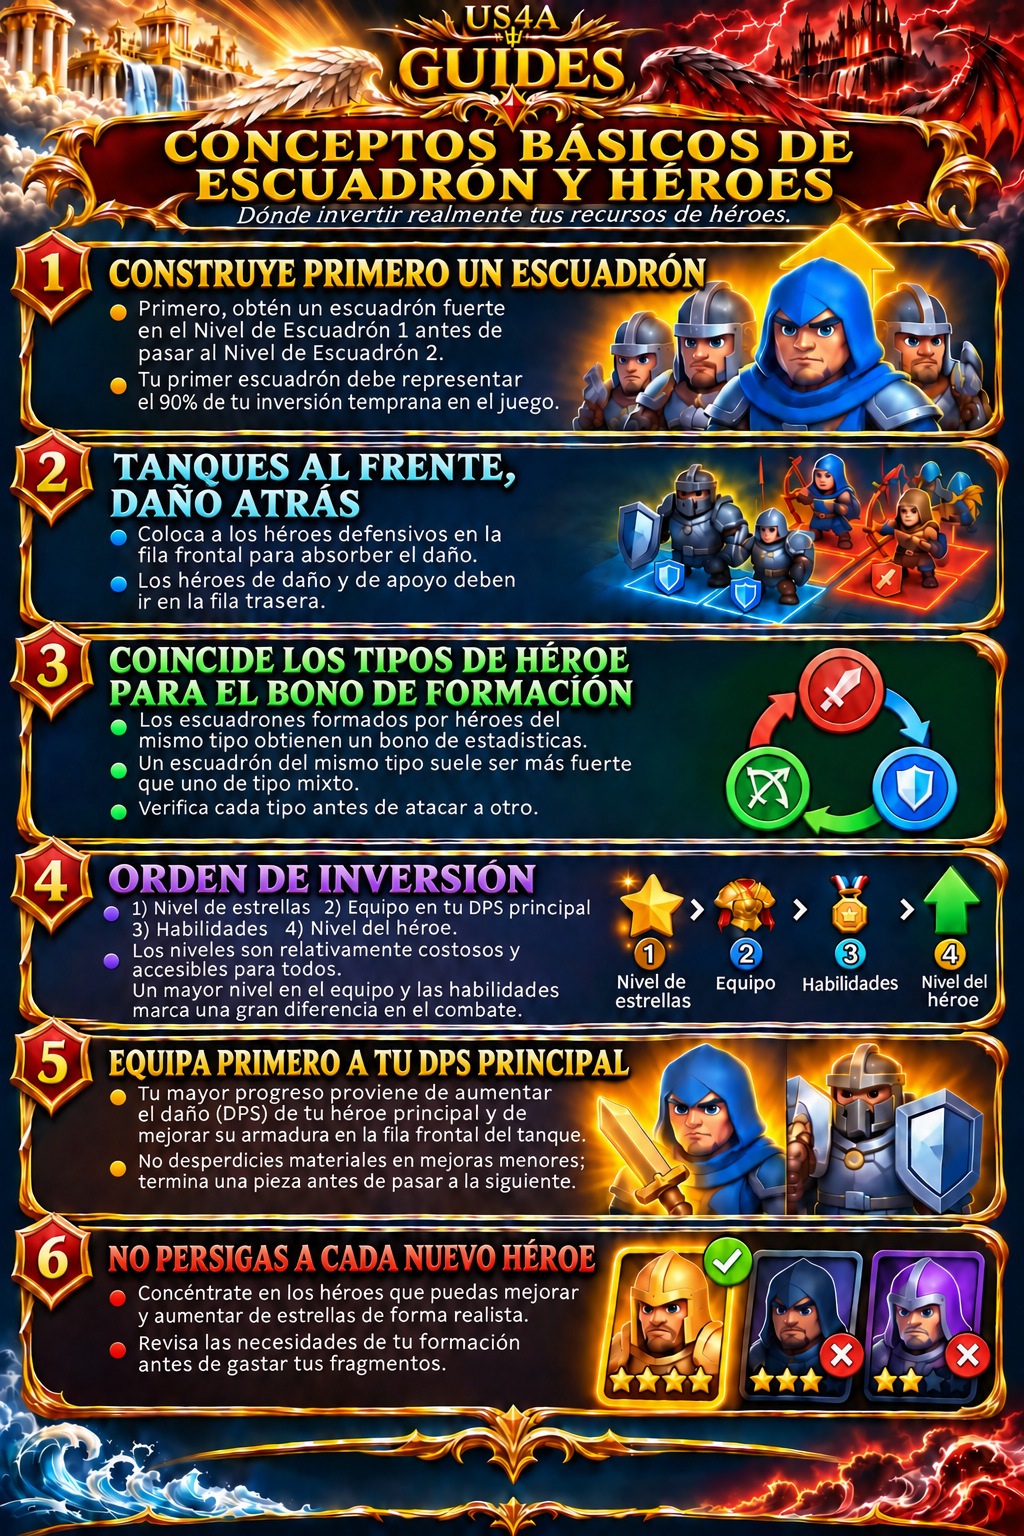 US4A
GUIDES
CONCEPTOS BÁSICOS DE
ESCUADRÓN Y HÉROES
Dónde invertir realmente tus recursos de héroes.
1
CONSTRUYE PRIMERO UN ESCUADRÓN
Primero, obtén un escuadrón fuerte
en el Nivel de Escuadrón 1 antes de
pasar al Nivel de Escuadrón 2.
Tu primer escuadrón debe representar
el 90% de tu inversión temprana en el juego.
2
TANQUES AL FRENTE,
DAÑO ATRÁS
Coloca a los héroes defensivos en la
fila frontal para absorber el daño.
Los héroes de daño y de apoyo deben
ir en la fila trasera.
3
COINCIDE LOS TIPOS DE HÉROE
PARA EL BONO DE FORMACIÓN
Los escuadrones formados por héroes del
mismo tipo obtienen un bono de estadisticas.
Un escuadrón del mismo tipo suele ser más fuerte
que uno de tipo mixto.
Verifica cada tipo antes de atacar a otro.
4
ORDEN DE INVERSIÓN
1) Nivel de estrellas 2) Equipo en tu DPS principal
3) Habilidades 4) Nivel del héroe.
Los niveles son relativamente costosos y
accesibles para todos.
Un mayor nivel en el equipo y las habilidades
marca una gran diferencia en el combate.
1
Nivel de
estrellas
2
Equipo
3
Habilidades
4
Nivel del
héroe
5
EQUIPA PRIMERO A TU DPS PRINCIPAL
Tu mayor progreso proviene de aumentar
el daño (DPS) de tu héroe principal y de
mejorar su armadura en la fila frontal del tanque.
No desperdicies materiales en mejoras menores;
termina una pieza antes de pasar a la siguiente.
6
NO PERSIGAS A CADA NUEVO HÉROE
Concéntrate en los héroes que puedas mejorar
y aumentar de estrellas de forma realista.
Revisa las necesidades de tu formación
antes de gastar tus fragmentos.